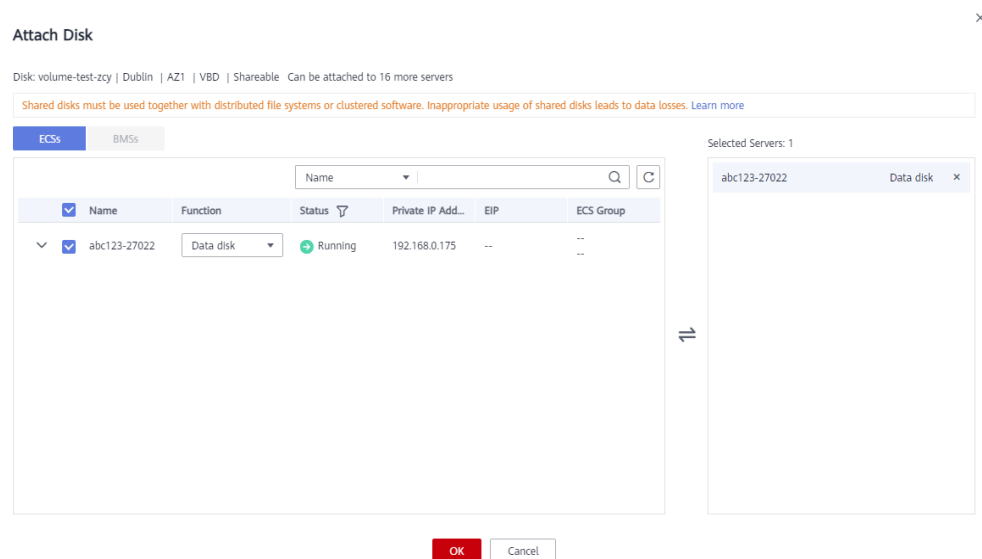 Attach Disk
Disk: volume-test-zcy | Dublin | AZ1 | VBD | Shareable Can be attached to 16 more servers
Shared disks must be used together with distributed file systems or clustered software. Inappropriate usage of shared disks leads to data losses. Learn more
ECSs BMSs
Selected Servers: 1
Name
abc123-27022 Data disk ×
Name Function Status Private IP Add... EIP ECS Group
abc123-27022 Data disk Running 192.168.0.175 -- --
--
OK Cancel